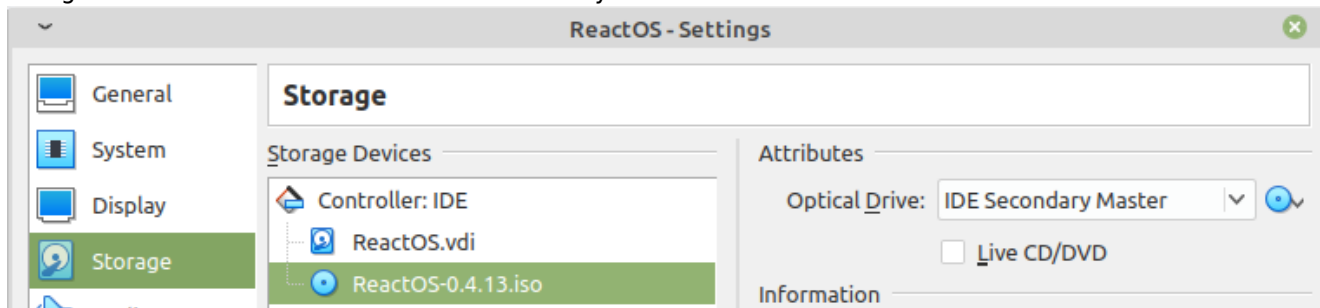 ReactOS - Settings
General
System
Display
Storage
Storage
Storage Devices
Controller: IDE
ReactOS.vdi
ReactOS-0.4.13.iso
Attributes
Optical Drive: IDE Secondary Master
Live CD/DVD
Information